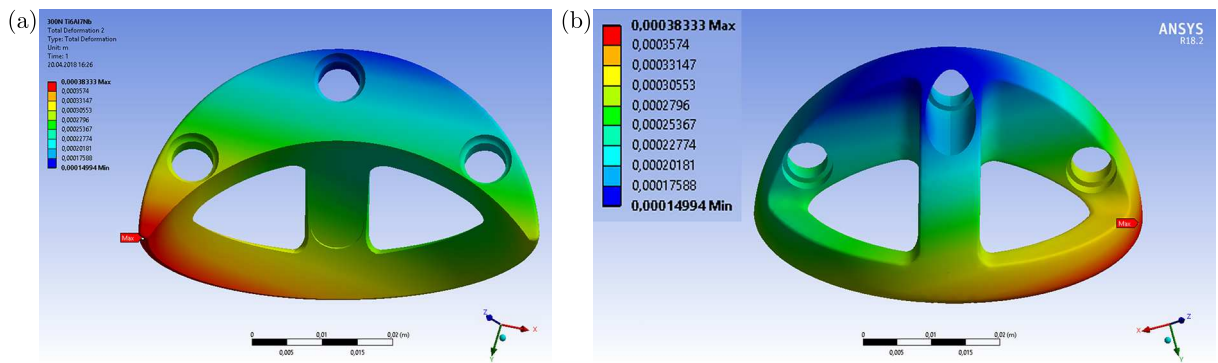 (a)
300N Ti6Al7Nb
Total Deformation 2
Type: Total Deformation
Unit: m
Time: 1
20.04.2018 16:26
0,00038333 Max
0,0003574
0,00033147
0,00030553
0,0002796
0,00025367
0,00022774
0,00020181
0,00017588
0,00014994 Min
Max
0 0,01 0,02 (m)
0,005 0,015
Z
X
Y
(b)
0,00038333 Max
0,0003574
0,00033147
0,00030553
0,0002796
0,00025367
0,00022774
0,00020181
0,00017588
0,00014994 Min
ANSYS
R18.2
Max
0 0,01 0,02 (m)
0,005 0,015
X
Z
Y